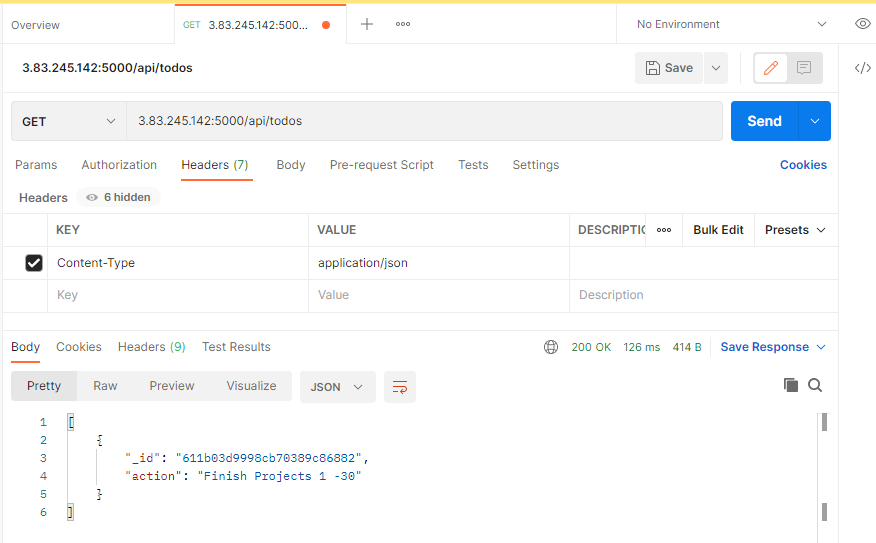 Overview GET 3.83.245.142:500... No Environment
3.83.245.142:5000/api/todos Save
GET 3.83.245.142:5000/api/todos Send
Params Authorization Headers (7) Body Pre-request Script Tests Settings Cookies
Headers 6 hidden
KEY VALUE DESCRIPTIC Bulk Edit Presets
Content-Type application/json
Key Value Description
Body Cookies Headers (9) Test Results 200 OK 126 ms 414 B Save Response
Pretty Raw Preview Visualize JSON
1 [
2 {
3 "_id": "611b03d9998cb70389c86882",
4 "action": "Finish Projects 1 -30"
5 }
6 ]